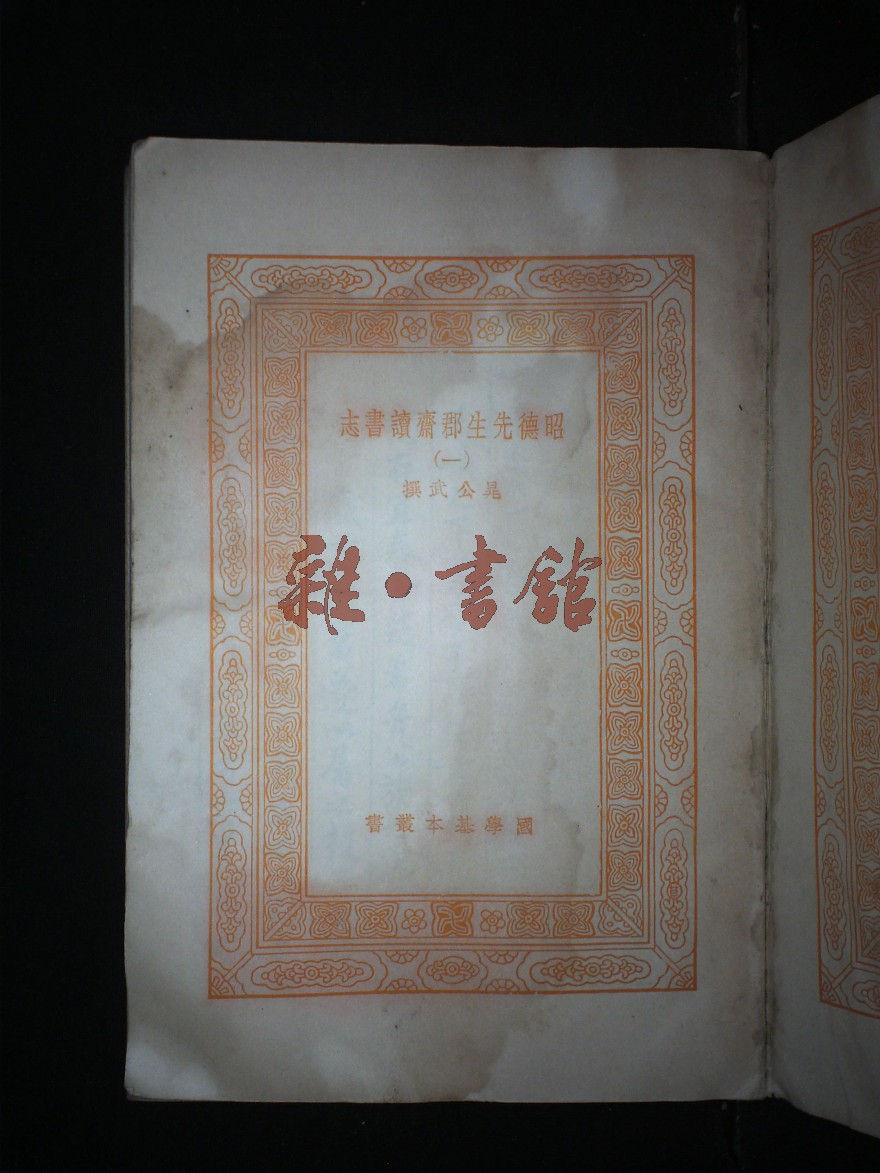 昭德先生郡齋讀書志
(一)
晁公武撰
雜·書館
國學基本叢書